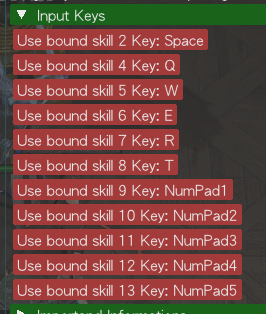 Input Keys
Use bound skill 2 Key: Space
Use bound skill 4 Key: Q
Use bound skill 5 Key: W
Use bound skill 6 Key: E
Use bound skill 7 Key: R
Use bound skill 8 Key: T
Use bound skill 9 Key: NumPad1
Use bound skill 10 Key: NumPad2
Use bound skill 11 Key: NumPad3
Use bound skill 12 Key: NumPad4
Use bound skill 13 Key: NumPad5